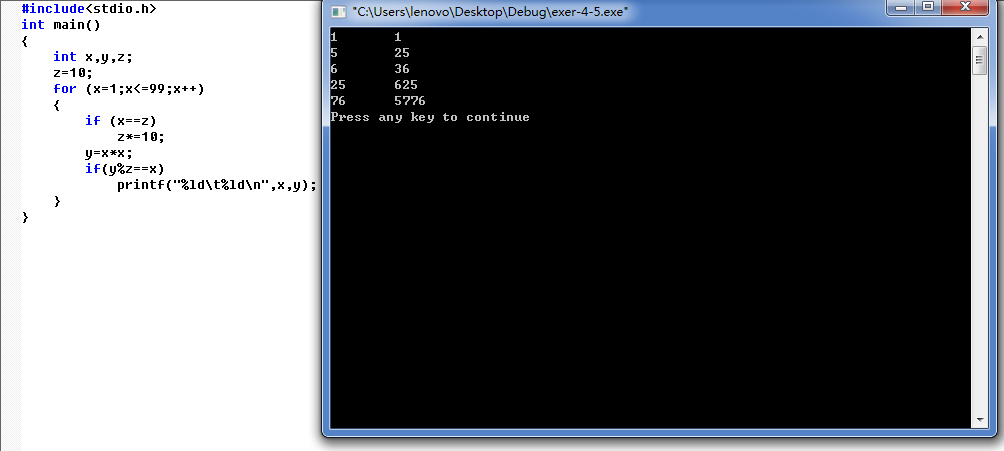 #include<stdio.h>
int main()
{
    int x,y,z;
    z=10;
    for (x=1;x<=99;x++)
    {
        if (x==z)
            z*=10;
        y=x*x;
        if(y%z==x)
            printf("%ld\t%ld\n",x,y);
    }
}
"C:\Users\lenovo\Desktop\Debug\exer-4-5.exe"
1       1
5       25
6       36
25      625
76      5776
Press any key to continue